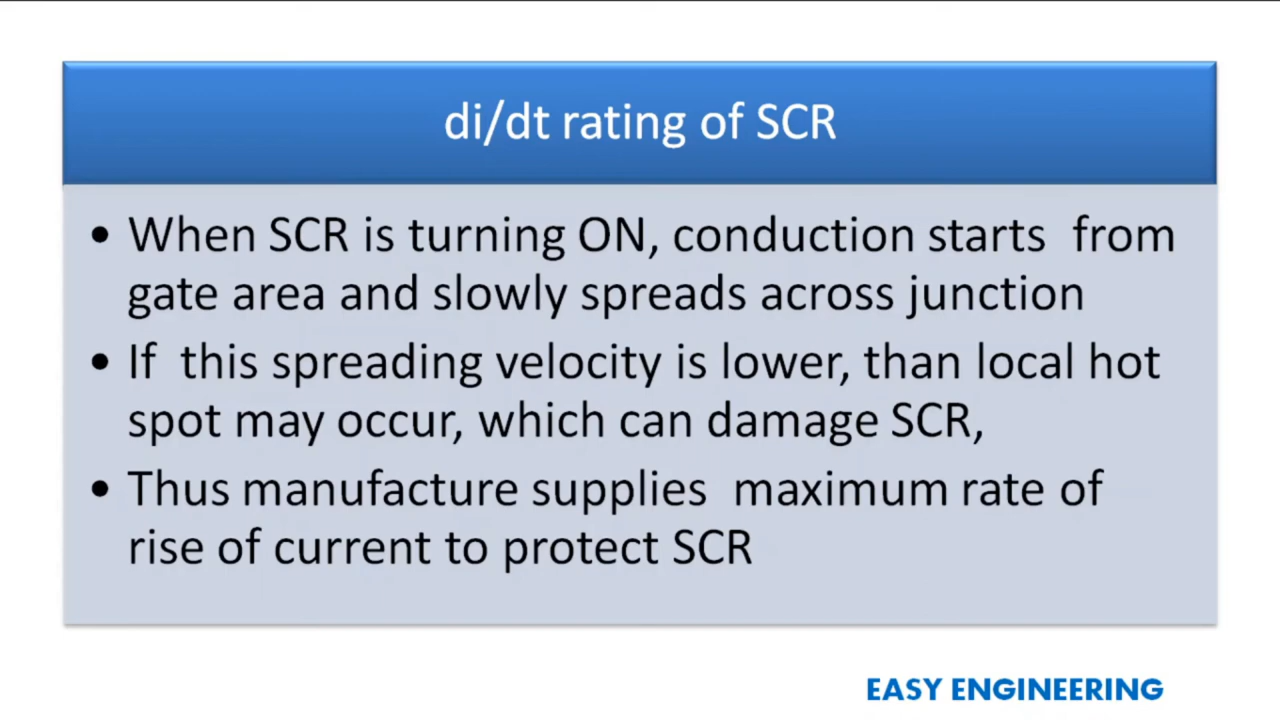 di/dt rating of SCR
• When SCR is turning ON, conduction starts from
gate area and slowly spreads across junction
• If this spreading velocity is lower, than local hot
spot may occur, which can damage SCR,
• Thus manufacture supplies maximum rate of
rise of current to protect SCR
EASY ENGINEERING